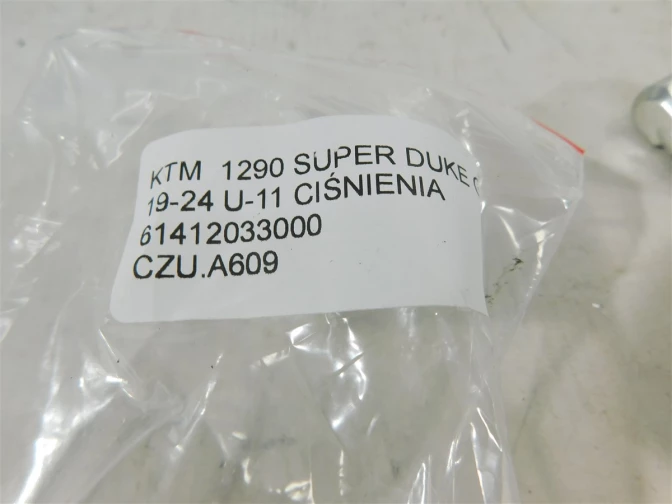 KTM 1290 SUPER DUKE
19-24 U-11 CIŚNIENIA
61412033000
CZU.A609